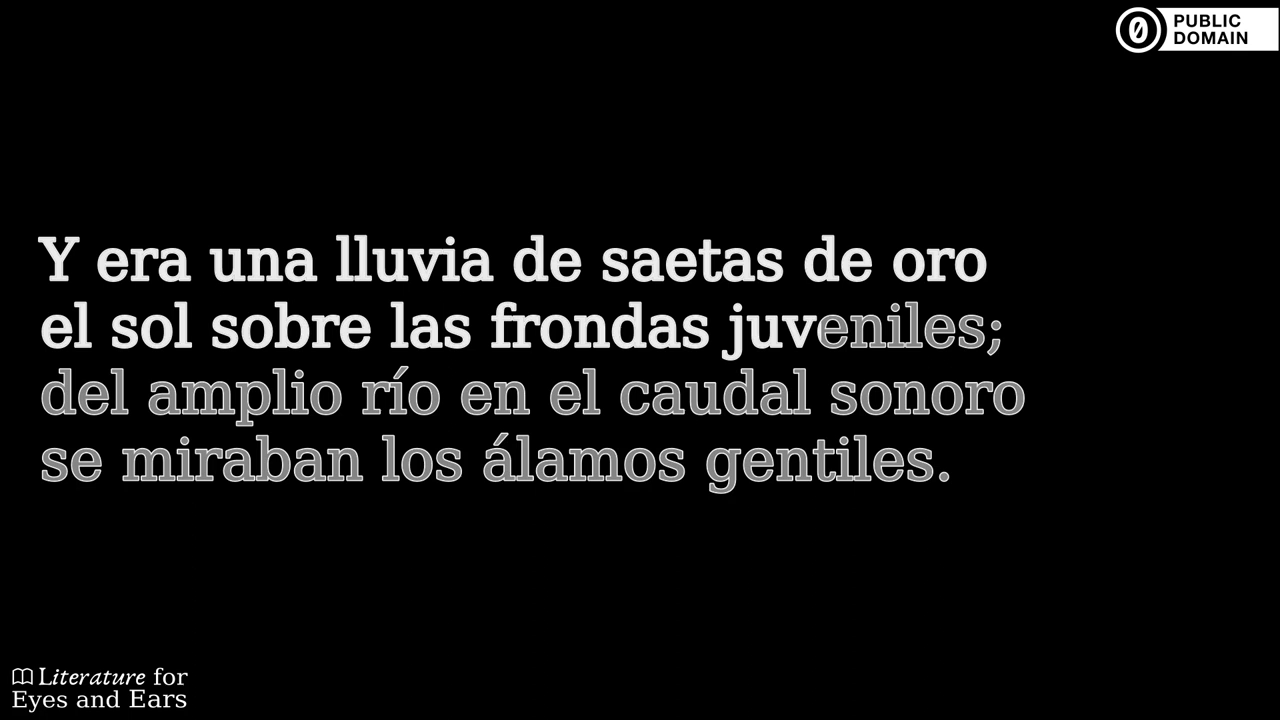 PUBLIC
DOMAIN
Y era una lluvia de saetas de oro
el sol sobre las frondas juveniles;
del amplio río en el caudal sonoro
se miraban los álamos gentiles.
Literature for
Eyes and Ears